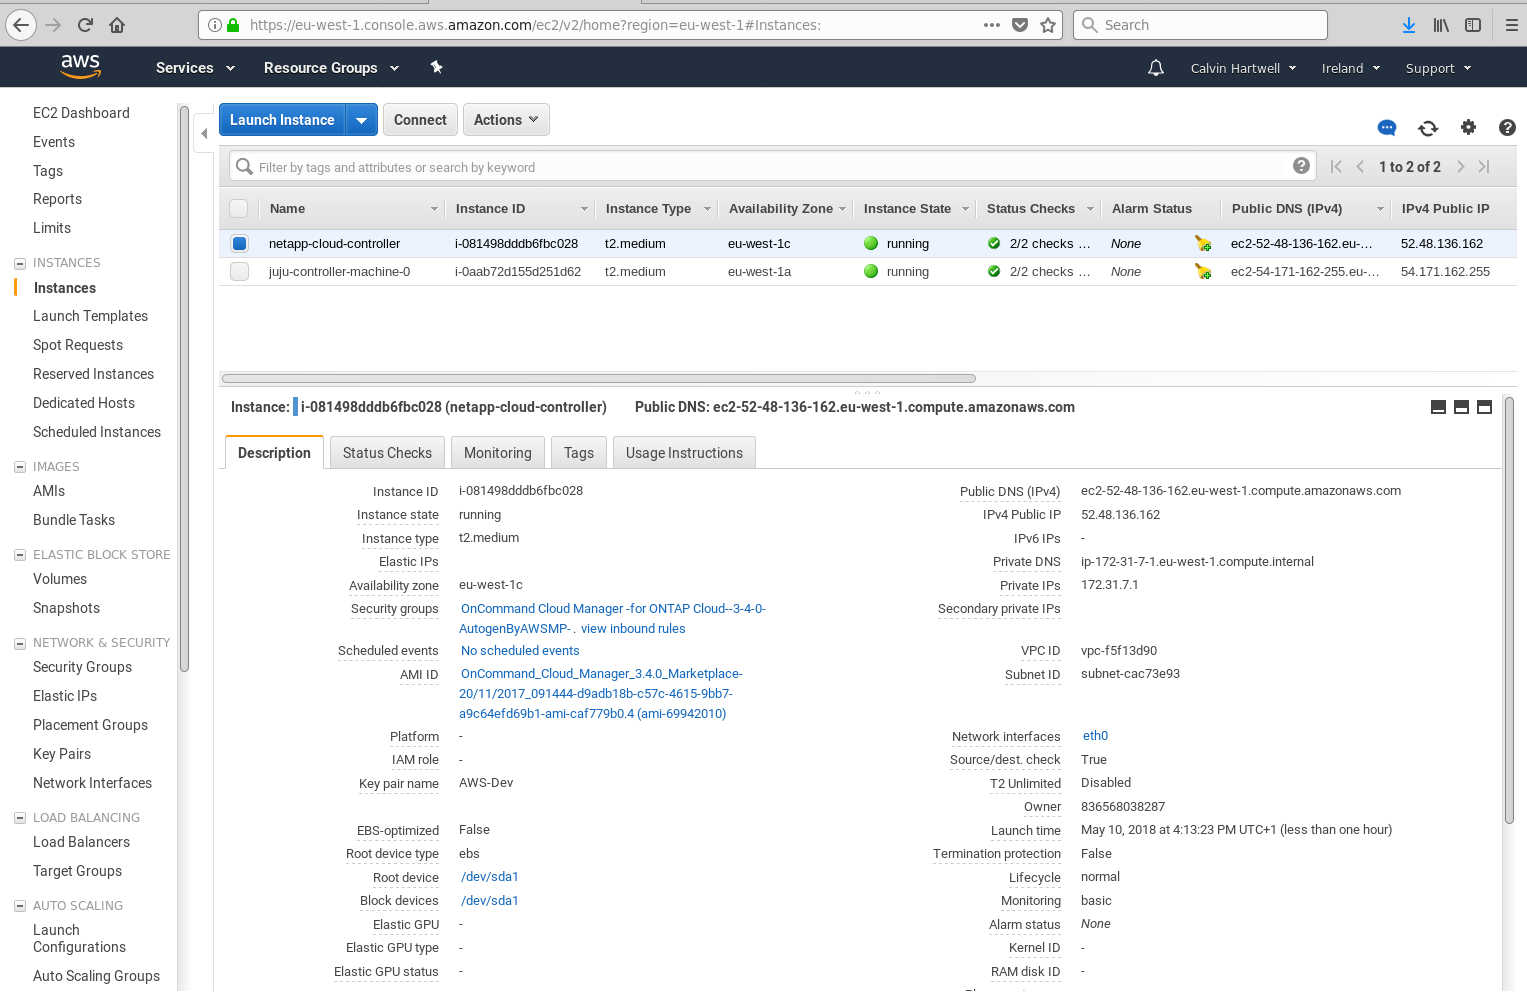 https://eu-west-1.console.aws.amazon.com/ec2/v2/home?region=eu-west-1#Instances:
Search
aws
Services
Resource Groups
Calvin Hartwell
Ireland
Support
EC2 Dashboard
Events
Tags
Reports
Limits
INSTANCES
Instances
Launch Templates
Spot Requests
Reserved Instances
Dedicated Hosts
Scheduled Instances
IMAGES
AMIs
Bundle Tasks
ELASTIC BLOCK STORE
Volumes
Snapshots
NETWORK & SECURITY
Security Groups
Elastic IPs
Placement Groups
Key Pairs
Network Interfaces
LOAD BALANCING
Load Balancers
Target Groups
AUTO SCALING
Launch
Configurations
Auto Scaling Groups
Launch Instance
Connect
Actions
Filter by tags and attributes or search by keyword
1 to 2 of 2
Name Instance ID Instance Type Availability Zone Instance State Status Checks Alarm Status Public DNS (IPv4) IPv4 Public IP
netapp-cloud-controller i-081498dddb6fbc028 t2.medium eu-west-1c running 2/2 checks ... None ec2-52-48-136-162.eu-... 52.48.136.162
juju-controller-machine-0 i-0aab72d155d251d62 t2.medium eu-west-1a running 2/2 checks ... None ec2-54-171-162-255.eu-... 54.171.162.255
Instance: i-081498dddb6fbc028 (netapp-cloud-controller) Public DNS: ec2-52-48-136-162.eu-west-1.compute.amazonaws.com
Description
Status Checks
Monitoring
Tags
Usage Instructions
Instance ID i-081498dddb6fbc028
Instance state running
Instance type t2.medium
Elastic IPs
Availability zone eu-west-1c
Security groups OnCommand Cloud Manager -for ONTAP Cloud--3-4-0-
AutogenByAWSMP- . view inbound rules
Scheduled events No scheduled events
AMI ID OnCommand_Cloud_Manager_3.4.0_Marketplace-
20/11/2017_091444-d9adb18b-c57c-4615-9bb7-
a9c64efd69b1-ami-caf779b0.4 (ami-69942010)
Platform -
IAM role -
Key pair name AWS-Dev
EBS-optimized False
Root device type ebs
Root device /dev/sda1
Block devices /dev/sda1
Elastic GPU -
Elastic GPU type -
Elastic GPU status -
Public DNS (IPv4) ec2-52-48-136-162.eu-west-1.compute.amazonaws.com
IPv4 Public IP 52.48.136.162
IPv6 IPs -
Private DNS ip-172-31-7-1.eu-west-1.compute.internal
Private IPs 172.31.7.1
Secondary private IPs
VPC ID vpc-f5f13d90
Subnet ID subnet-cac73e93
Network interfaces eth0
Source/dest. check True
T2 Unlimited Disabled
Owner 836568038287
Launch time May 10, 2018 at 4:13:23 PM UTC+1 (less than one hour)
Termination protection False
Lifecycle normal
Monitoring basic
Alarm status None
Kernel ID -
RAM disk ID -